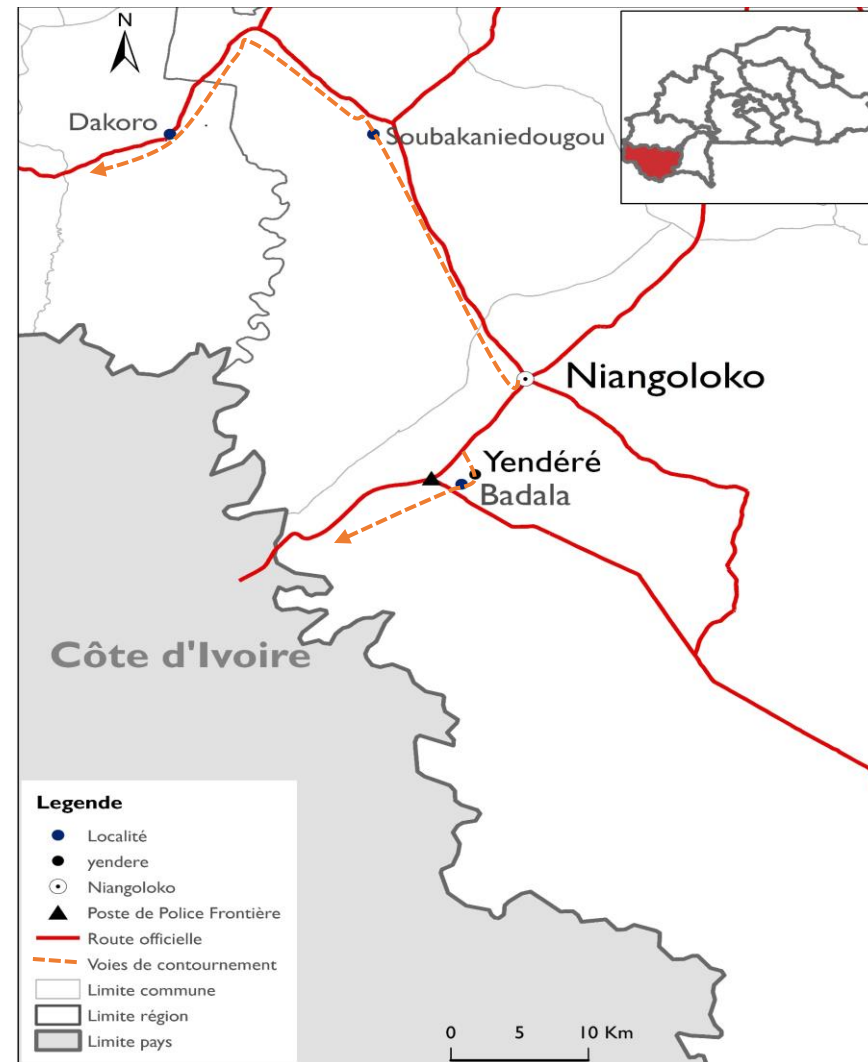 N
Dakoro
Soubakaniedougou
Niangoloko
Yendéré
Badala
Côte d'Ivoire
Legende
Localité
yendere
Niangoloko
Poste de Police Frontière
Route officielle
Voies de contournement
Limite commune
Limite région
Limite pays
0 5 10 Km